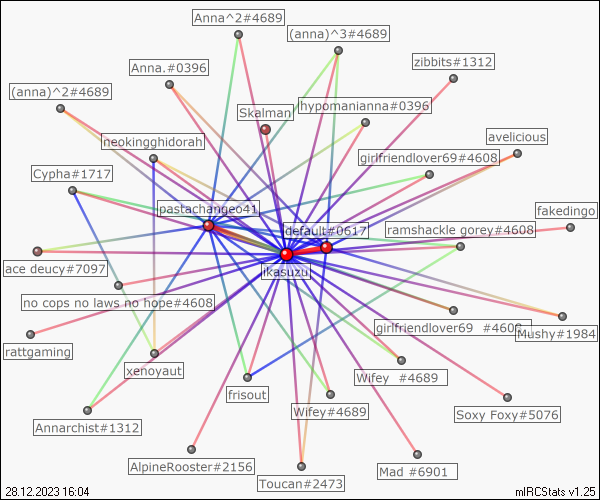 Anna^2#4689
(anna)^3#4689
zibbits#1312
Anna.#0396
(anna)^2#4689
hypomanianna#0396
Skalman
neokingghidorah
avelicious
girlfriendlover69#4608
Cypha#1717
pastachangeo41
fakedingo
default#0617
ramshackle gorey#4608
ikasuzu
ace deucy#7097
no cops no laws no hope#4608
girlfriendlover69 #4608
Mushy#1984
rattgaming
xenoyaut
Wifey #4689
frisout
Wifey#4689
Soxy Foxy#5076
Annarchist#1312
AlpineRooster#2156
Mad #6901
Toucan#2473
28.12.2023 16:04
mIRCStats v1.25